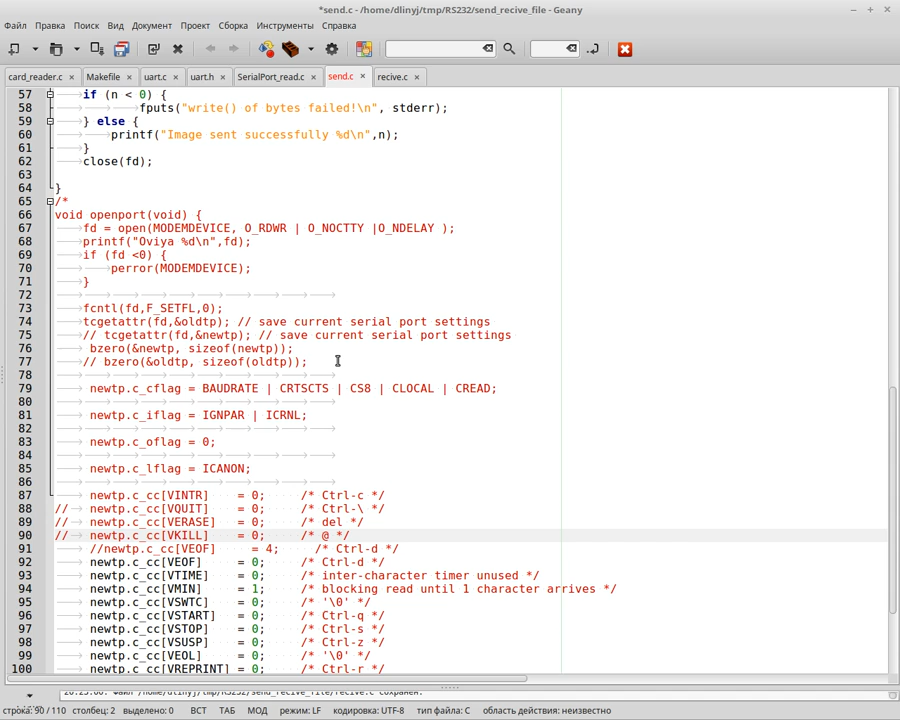 *send.c - /home/dlinyj/tmp/RS232/send_recive_file/ - Geany
Файл Правка Поиск Вид Документ Проект Сборка Инструменты Справка
card_reader.c Makefile uart.c uart.h SerialPort_read.c send.c recive.c
57 if (n < 0) {
58 fputs("write() of bytes failed!\n", stderr);
59 } else {
60 printf("Image sent successfully %d\n",n);
61 }
62 close(fd);
63
64 }
65 /*
66 void openport(void) {
67 fd = open(MODEMDEVICE, O_RDWR | O_NOCTTY |O_NDELAY );
68 printf("Oviya %d\n",fd);
69 if (fd <0) {
70 perror(MODEMDEVICE);
71 }
72
73 fcntl(fd,F_SETFL,0);
74 tcgetattr(fd,&oldtp); // save current serial port settings
75 // tcgetattr(fd,&newtp); // save current serial port settings
76 bzero(&newtp, sizeof(newtp));
77 // bzero(&oldtp, sizeof(oldtp));
78
79 newtp.c_cflag = BAUDRATE | CRTSCTS | CS8 | CLOCAL | CREAD;
80
81 newtp.c_iflag = IGNPAR | ICRNL;
82
83 newtp.c_oflag = 0;
84
85 newtp.c_lflag = ICANON;
86
87 newtp.c_cc[VINTR] = 0; /* Ctrl-c */
88 // newtp.c_cc[VQUIT] = 0; /* Ctrl-\ */
89 // newtp.c_cc[VERASE] = 0; /* del */
90 // newtp.c_cc[VKILL] = 0; /* @ */
91 //newtp.c_cc[VEOF] = 4; /* Ctrl-d */
92 newtp.c_cc[VEOF] = 0; /* Ctrl-d */
93 newtp.c_cc[VTIME] = 0; /* inter-character timer unused */
94 newtp.c_cc[VMIN] = 1; /* blocking read until 1 character arrives */
95 newtp.c_cc[VSWTC] = 0; /* '\0' */
96 newtp.c_cc[VSTART] = 0; /* Ctrl-q */
97 newtp.c_cc[VSTOP] = 0; /* Ctrl-s */
98 newtp.c_cc[VSUSP] = 0; /* Ctrl-z */
99 newtp.c_cc[VEOL] = 0; /* '\0' */
100 newtp.c_cc[VREPRINT] = 0; /* Ctrl-r */
20:25:00: Файл /home/dlinyj/tmp/RS232/send_recive_file/recive.c сохранен.
строка: 90 / 110 столбец: 2 выделено: 0 ВСТ ТАБ МОД режим: LF кодировка: UTF-8 тип файла: C область действия: неизвестно